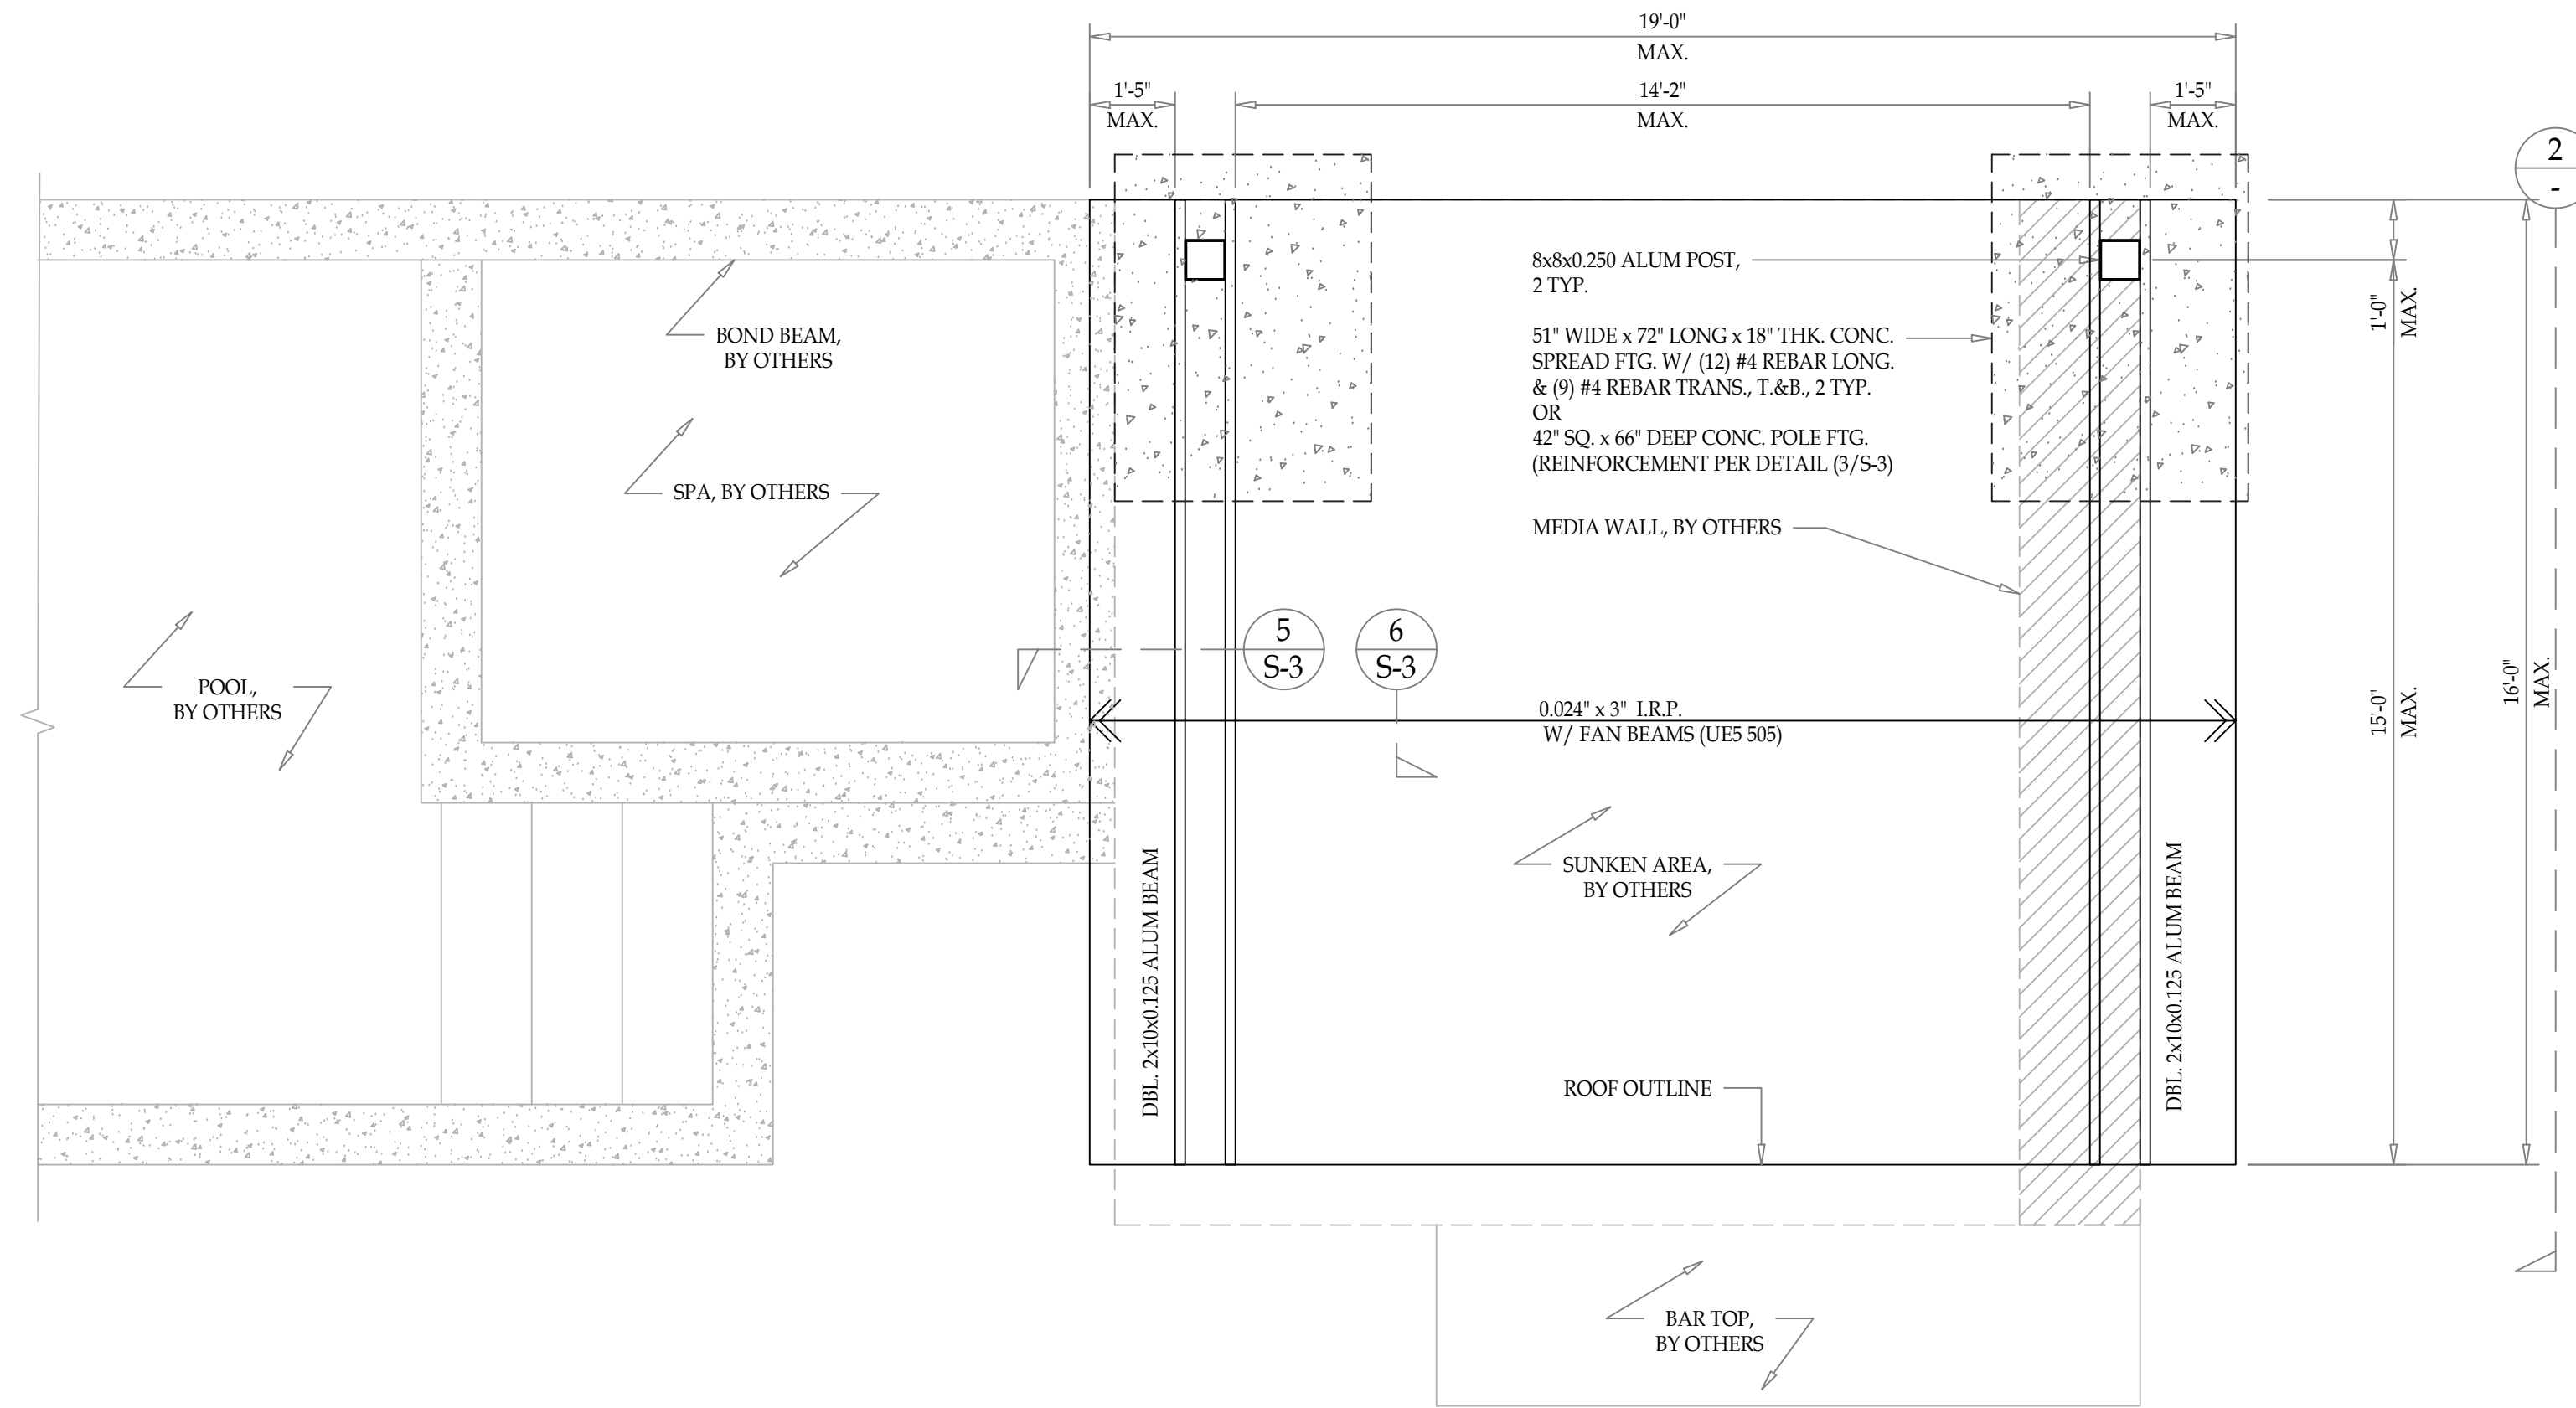 19'-0"
MAX.
1'-5"
MAX.
14'-2"
MAX.
1'-5"
MAX.
2
-
8x8x0.250 ALUM POST,
2 TYP.
51" WIDE x 72" LONG x 18" THK. CONC.
SPREAD FTG. W/ (12) #4 REBAR LONG.
& (9) #4 REBAR TRANS., T.&B., 2 TYP.
OR
42" SQ. x 66" DEEP CONC. POLE FTG.
(REINFORCEMENT PER DETAIL (3/S-3)
1'-0"
MAX.
BOND BEAM,
BY OTHERS
SPA, BY OTHERS
MEDIA WALL, BY OTHERS
5
S-3
6
S-3
POOL,
BY OTHERS
0.024" x 3" I.R.P.
W/ FAN BEAMS (UE5 505)
15'-0"
MAX.
16'-0"
MAX.
SUNKEN AREA,
BY OTHERS
DBL. 2x10x0.125 ALUM BEAM
DBL. 2x10x0.125 ALUM BEAM
ROOF OUTLINE
BAR TOP,
BY OTHERS